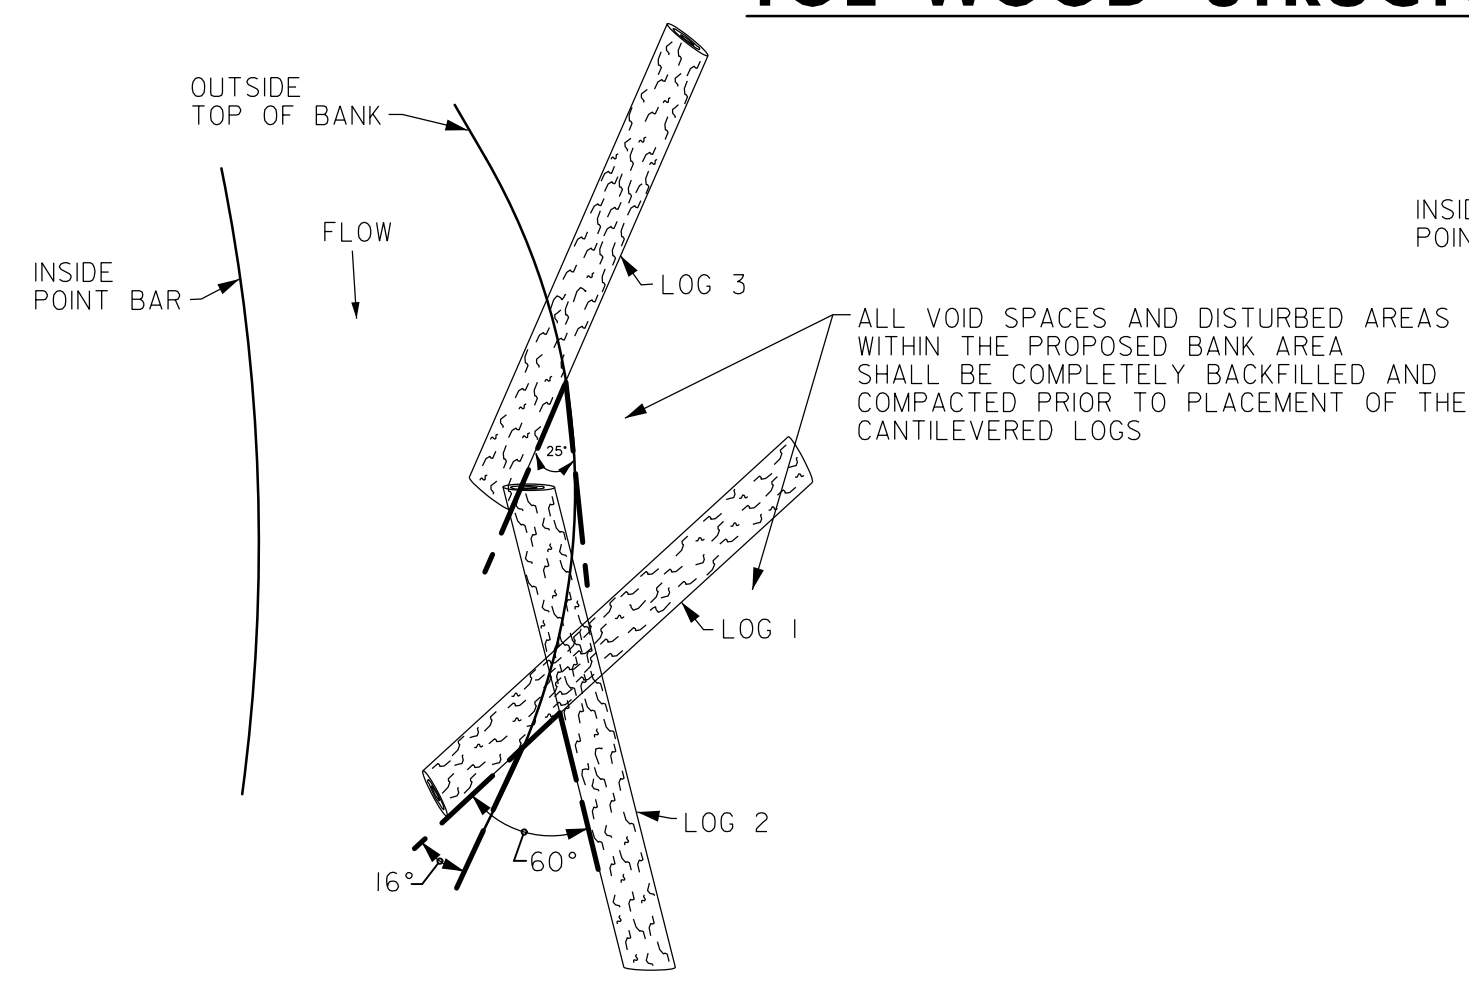 OUTSIDE
TOP OF BANK
FLOW
INSIDE
POINT BAR
LOG 3
ALL VOID SPACES AND DISTURBED AREAS
WITHIN THE PROPOSED BANK AREA
SHALL BE COMPLETELY BACKFILLED AND
COMPACTED PRIOR TO PLACEMENT OF THE
CANTILEVERED LOGS
25°
LOG 1
LOG 2
60°
16°